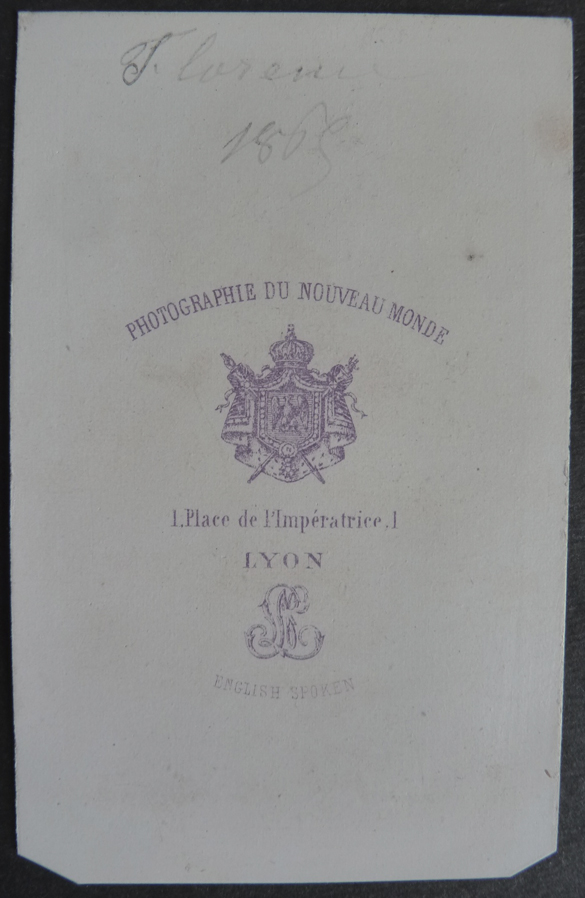 1865
PHOTOGRAPHIE DU NOUVEAU MONDE
1. Place de l'Impératrice. 1
LYON
ENGLISH SPOKEN